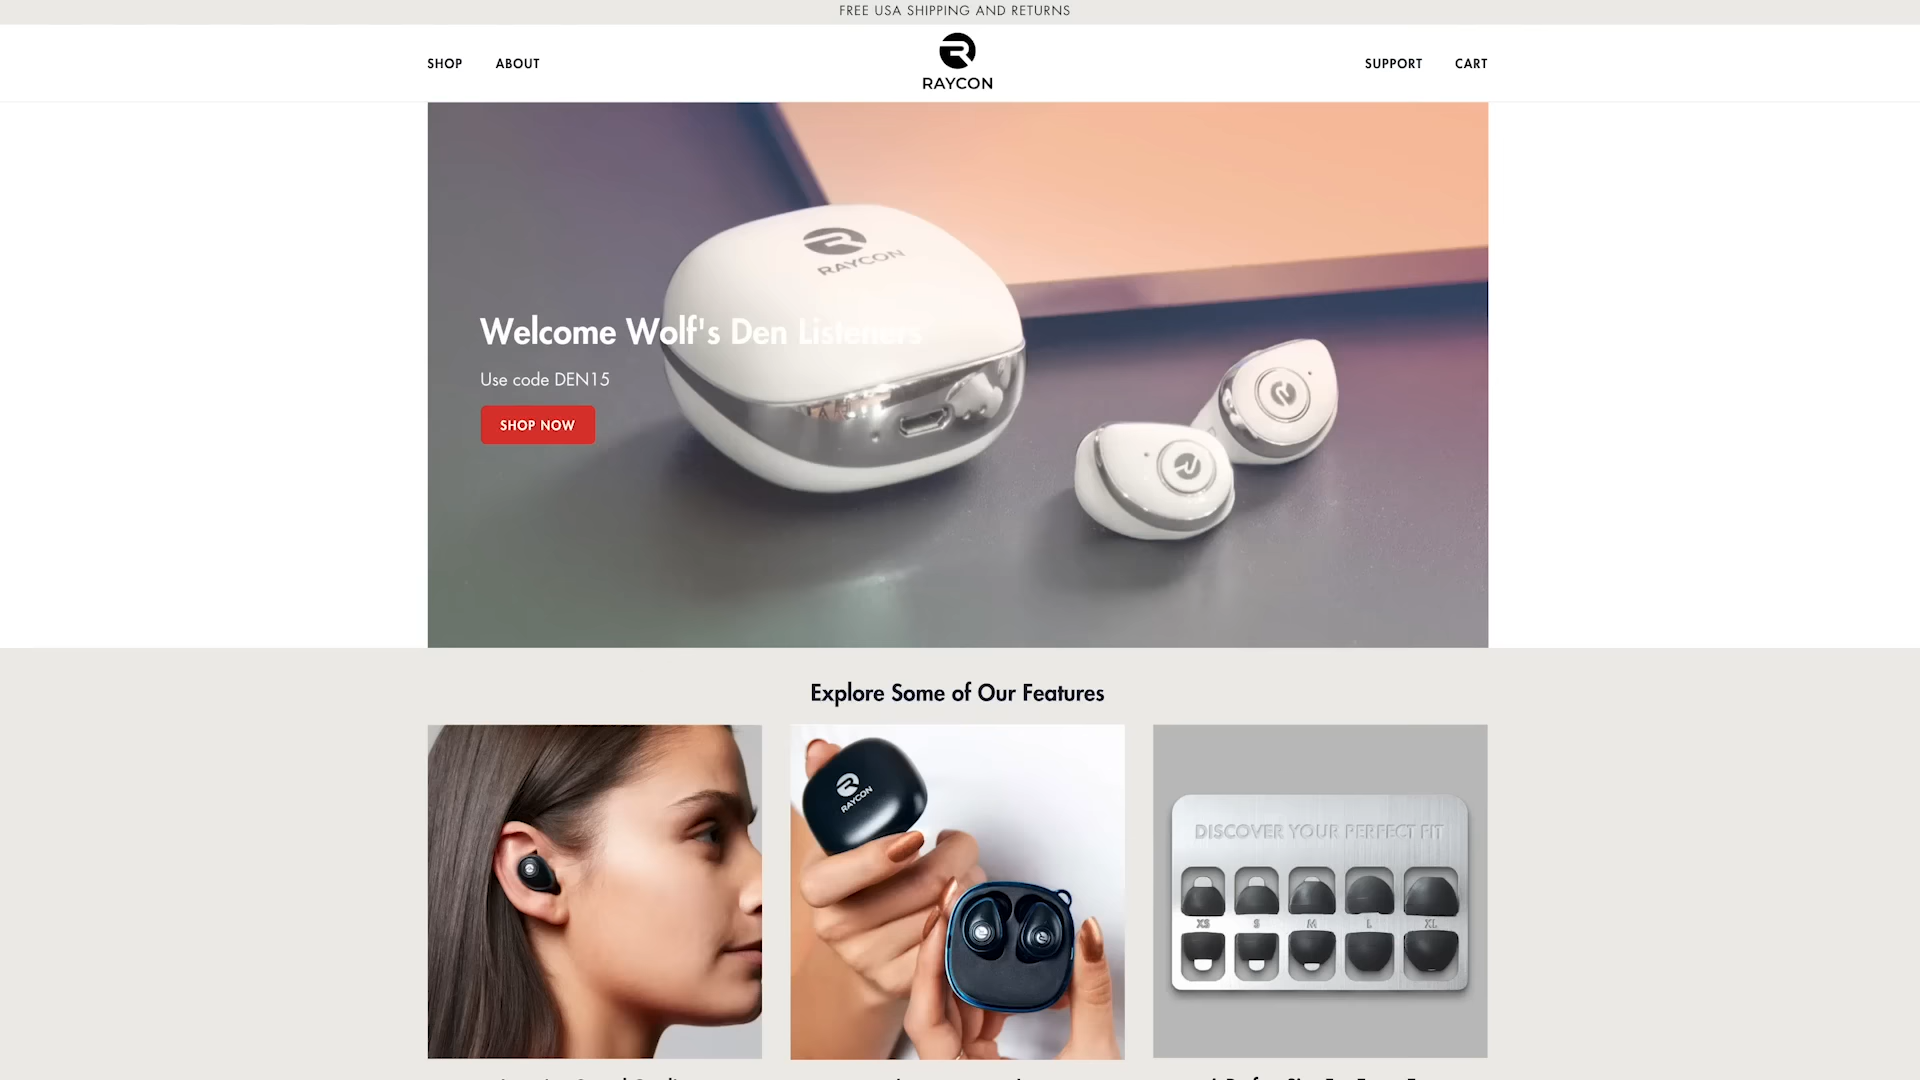 FREE USA SHIPPING AND RETURNS
SHOP ABOUT
RAYCON
SUPPORT CART
RAYCON
Welcome Wolf's Den Listeners
Use code DEN15
SHOP NOW
Explore Some of Our Features
RAYCON
DISCOVER YOUR PERFECT FIT
XS S M L XL